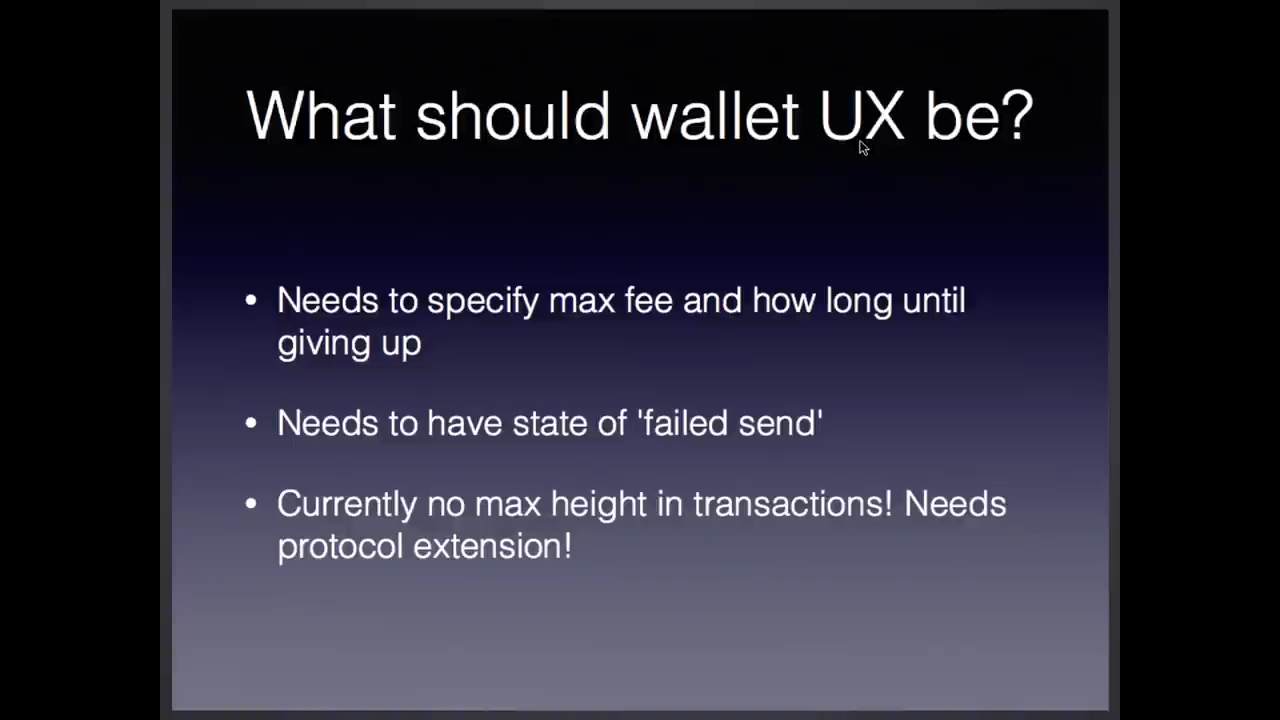 What should wallet UX be?
• Needs to specify max fee and how long until
giving up
• Needs to have state of 'failed send'
• Currently no max height in transactions! Needs
protocol extension!